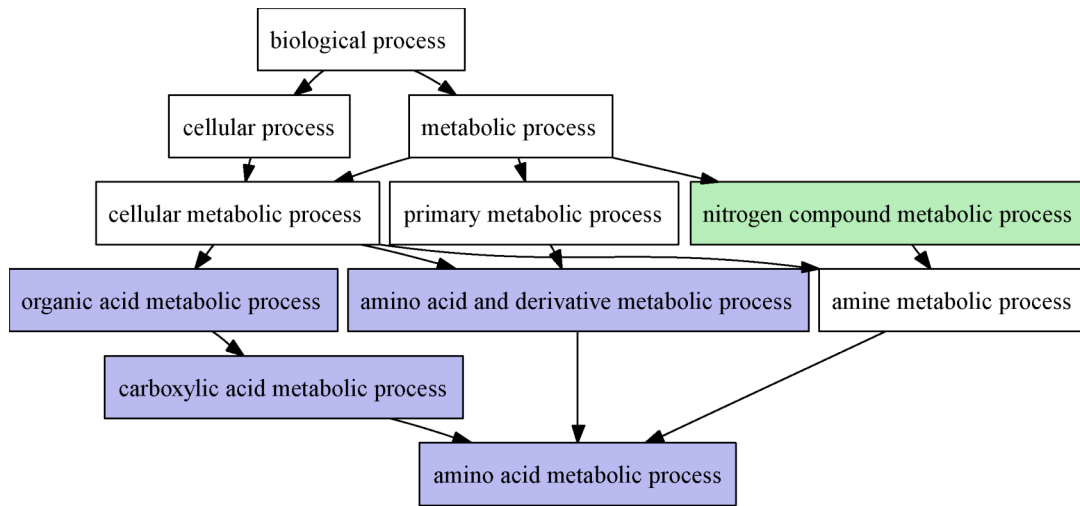 biological process
cellular process
metabolic process
cellular metabolic process
primary metabolic process
nitrogen compound metabolic process
organic acid metabolic process
amino acid and derivative metabolic process
amine metabolic process
carboxylic acid metabolic process
amino acid metabolic process